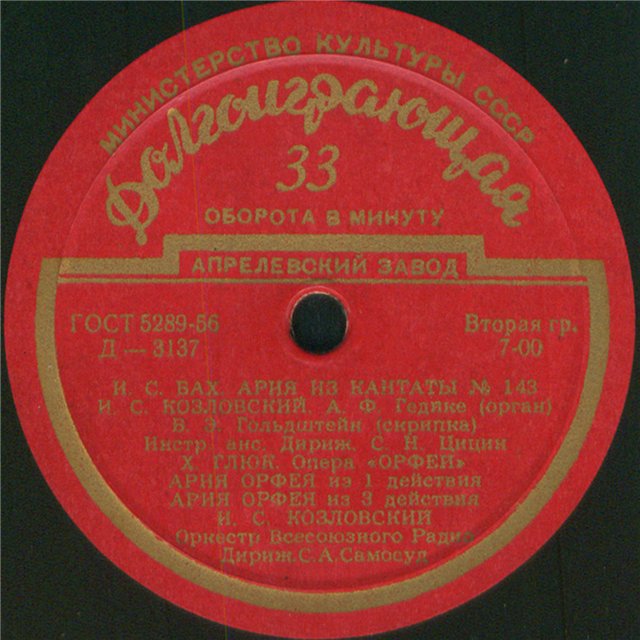 МИНИСТЕРСТВО КУЛЬТУРЫ СССР
Долгоиграющая
33
ОБОРОТА В МИНУТУ
АПРЕЛЕВСКИЙ ЗАВОД
ГОСТ 5289-56 Вторая гр.
Д — 3137 7-00
И. С. БАХ. АРИЯ ИЗ КАНТАТЫ № 143
И. С. КОЗЛОВСКИЙ, А. Ф. Гедике (орган)
В. Э. Гольдштейн (скрипка)
Инстр. анс. Дириж. С. Н. Цицин
Х. ГЛЮК. Опера «ОРФЕЙ»
АРИЯ ОРФЕЯ из 1 действия
АРИЯ ОРФЕЯ из 3 действия
И. С. КОЗЛОВСКИЙ
Оркестр Всесоюзного Радио
Дириж. С. А. Самосуд